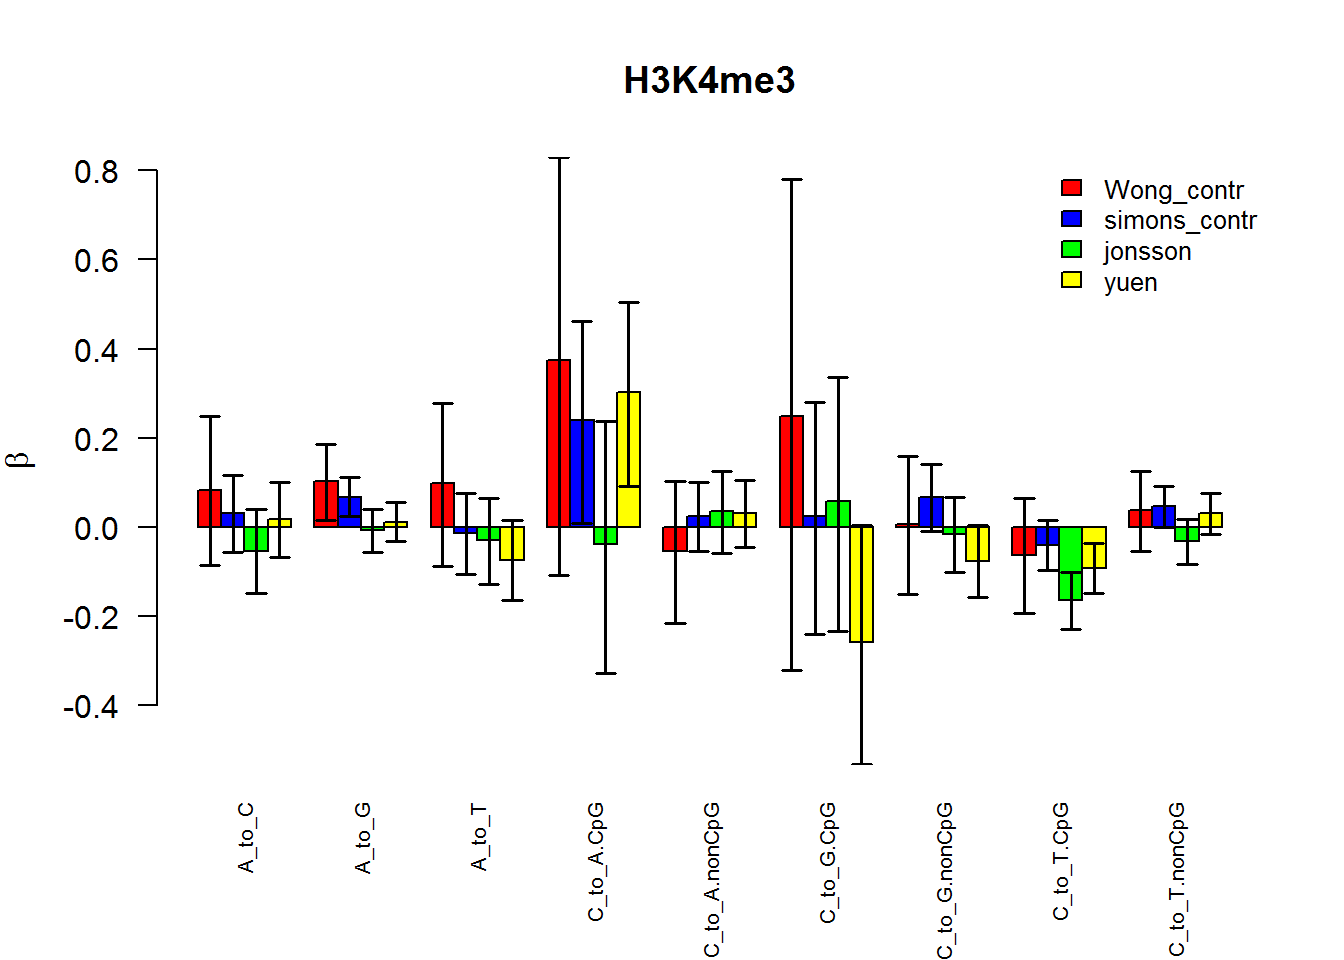 H3K4me3
0.8
0.6
0.4
0.2
0.0
-0.2
-0.4
β
Wong_contr
simons_contr
jonsson
yuen
A_to_C
A_to_G
A_to_T
C_to_A.CpG
C_to_A.nonCpG
C_to_G.CpG
C_to_G.nonCpG
C_to_T.CpG
C_to_T.nonCpG